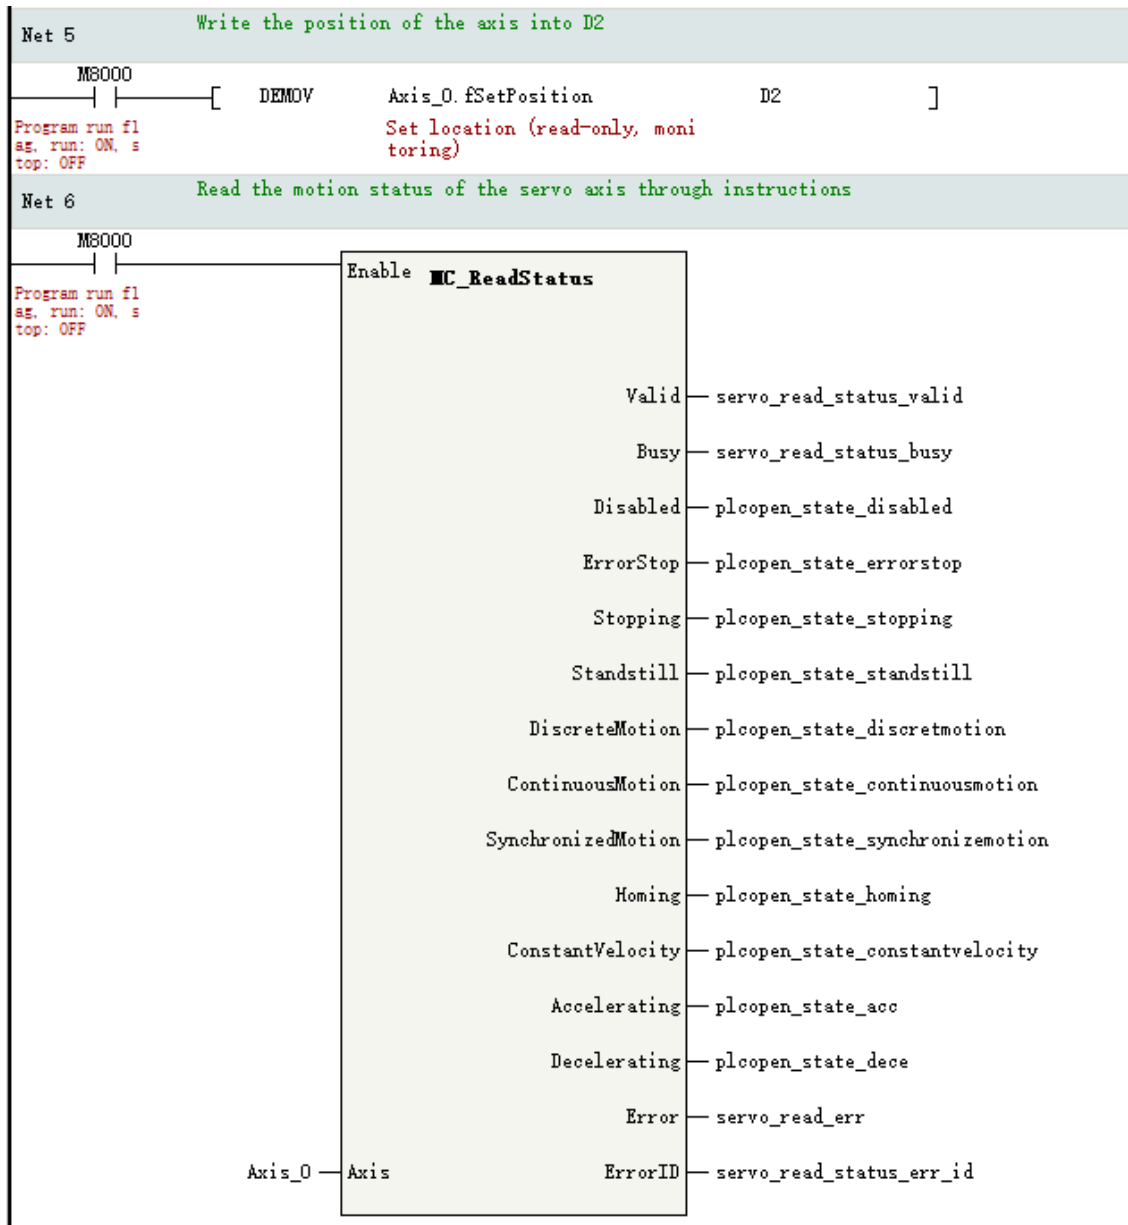 Net 5
Write the position of the axis into D2
M8000
[ DEMOV Axis_0.fSetPosition D2 ]
Program run fl
ag, run: ON, s
top: OFF
Set location (read-only, moni
toring)
Net 6
Read the motion status of the servo axis through instructions
M8000
Program run fl
ag, run: ON, s
top: OFF
Enable MC_ReadStatus
Valid servo_read_status_valid
Busy servo_read_status_busy
Disabled plcopen_state_disabled
ErrorStop plcopen_state_errorstop
Stopping plcopen_state_stopping
Standstill plcopen_state_standstill
DiscreteMotion plcopen_state_discretmotion
ContinuousMotion plcopen_state_continuousmotion
SynchronizedMotion plcopen_state_synchronizemotion
Homing plcopen_state_homing
ConstantVelocity plcopen_state_constantvelocity
Accelerating plcopen_state_acc
Decelerating plcopen_state_dece
Error servo_read_err
Axis_0 Axis ErrorID servo_read_status_err_id